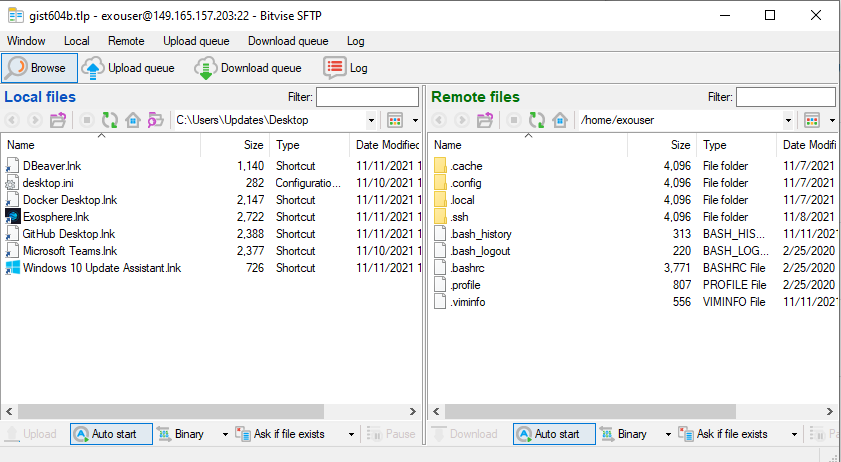 gist604b.tlp - exouser@149.165.157.203:22 - Bitvise SFTP
Window Local Remote Upload queue Download queue Log
Browse Upload queue Download queue Log
Local files Filter:
C:\Users\Updates\Desktop
Name Size Type Date Modified
DBeaver.lnk 1,140 Shortcut 11/11/2021 1
desktop.ini 282 Configuratio... 11/10/2021 1
Docker Desktop.lnk 2,147 Shortcut 11/11/2021 1
Exosphere.lnk 2,722 Shortcut 11/11/2021 1
GitHub Desktop.lnk 2,388 Shortcut 11/11/2021 1
Microsoft Teams.lnk 2,377 Shortcut 11/10/2021 1
Windows 10 Update Assistant.lnk 726 Shortcut 11/11/2021 1
Upload Auto start Binary Ask if file exists Pause
Remote files Filter:
/home/exouser
Name Size Type Date Modifi
.cache 4,096 File folder 11/7/2021
.config 4,096 File folder 11/7/2021
.local 4,096 File folder 11/7/2021
.ssh 4,096 File folder 11/8/2021
.bash_history 313 BASH_HIS... 11/11/2021
.bash_logout 220 BASH_LOG... 2/25/2020
.bashrc 3,771 BASHRC File 2/25/2020
.profile 807 PROFILE File 2/25/2020
.viminfo 556 VIMINFO File 11/11/2021
Download Auto start Binary Ask if file exists Pa